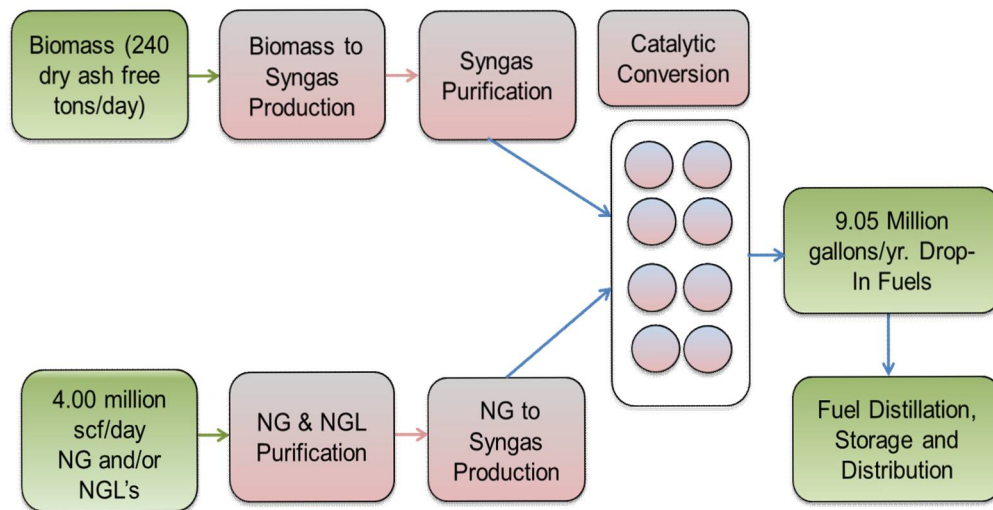 Biomass (240
dry ash free
tons/day)
Biomass to
Syngas
Production
Syngas
Purification
Catalytic
Conversion
9.05 Million
gallons/yr. Drop-
In Fuels
4.00 million
scf/day
NG and/or
NGL's
NG & NGL
Purification
NG to
Syngas
Production
Fuel Distillation,
Storage and
Distribution